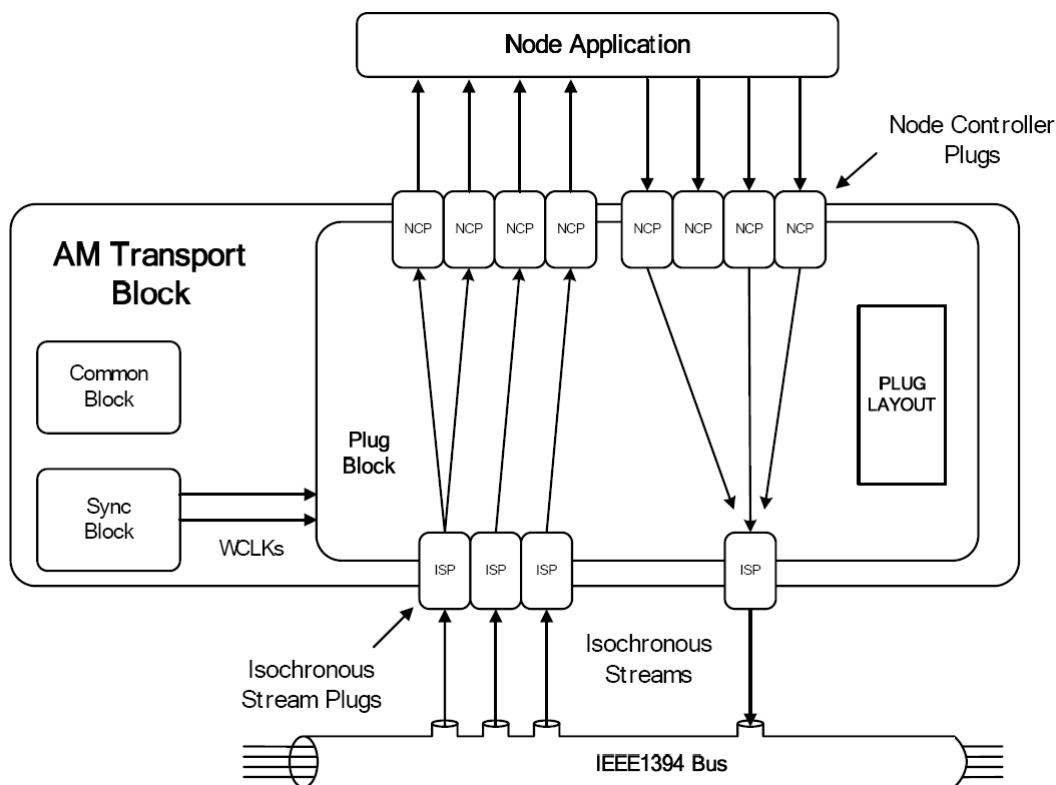 Node Application
Node Controller
Plugs
NCP NCP NCP NCP NCP NCP NCP NCP
AM Transport
Block
Common
Block
PLUG
LAYOUT
Plug
Block
Sync
Block
WCLKs
ISP ISP ISP ISP
Isochronous
Stream Plugs
Isochronous
Streams
IEEE1394 Bus